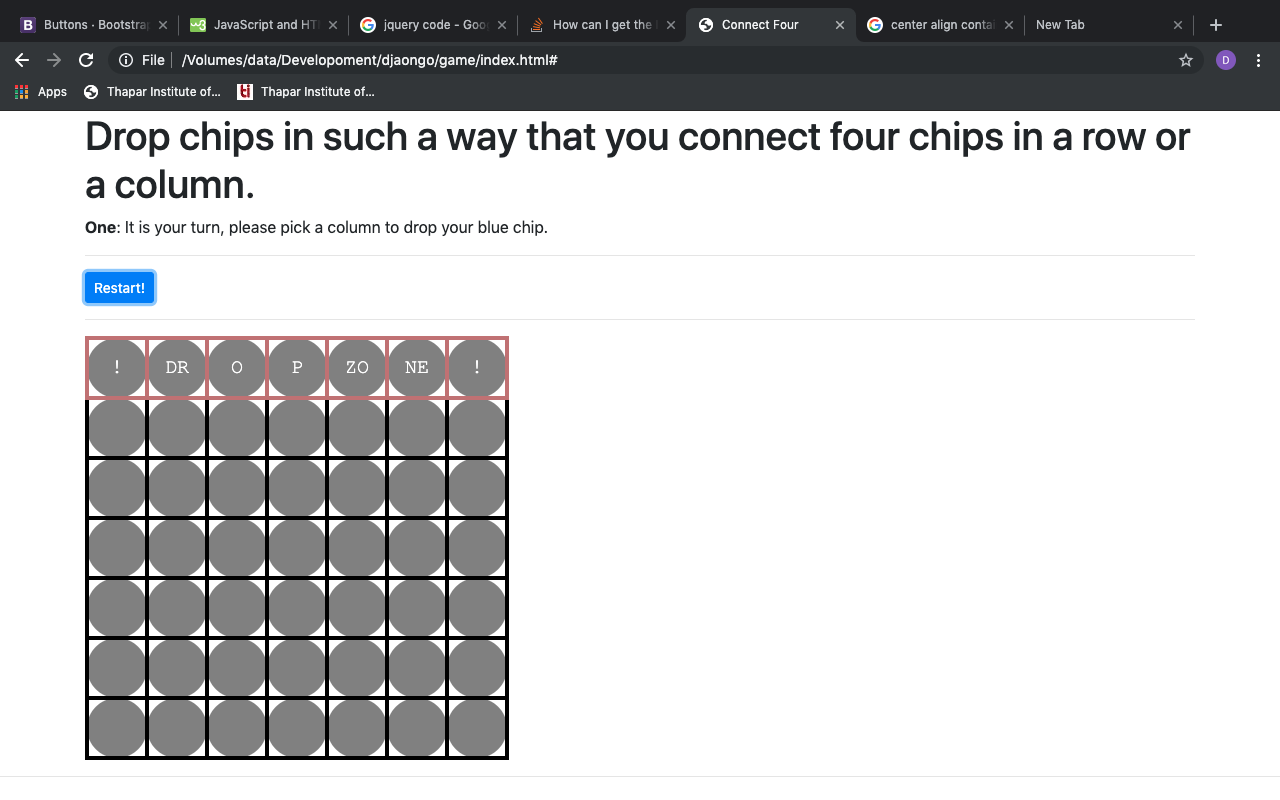 Buttons · Bootstrap
JavaScript and HT
jquery code - Goo
How can I get the
Connect Four
center align conta
New Tab
File
/Volumes/data/Developoment/djaongo/game/index.html#
D
Apps
Thapar Institute of...
Thapar Institute of...
Drop chips in such a way that you connect four chips in a row or
a column.
One: It is your turn, please pick a column to drop your blue chip.
Restart!
! DR O P ZO NE !